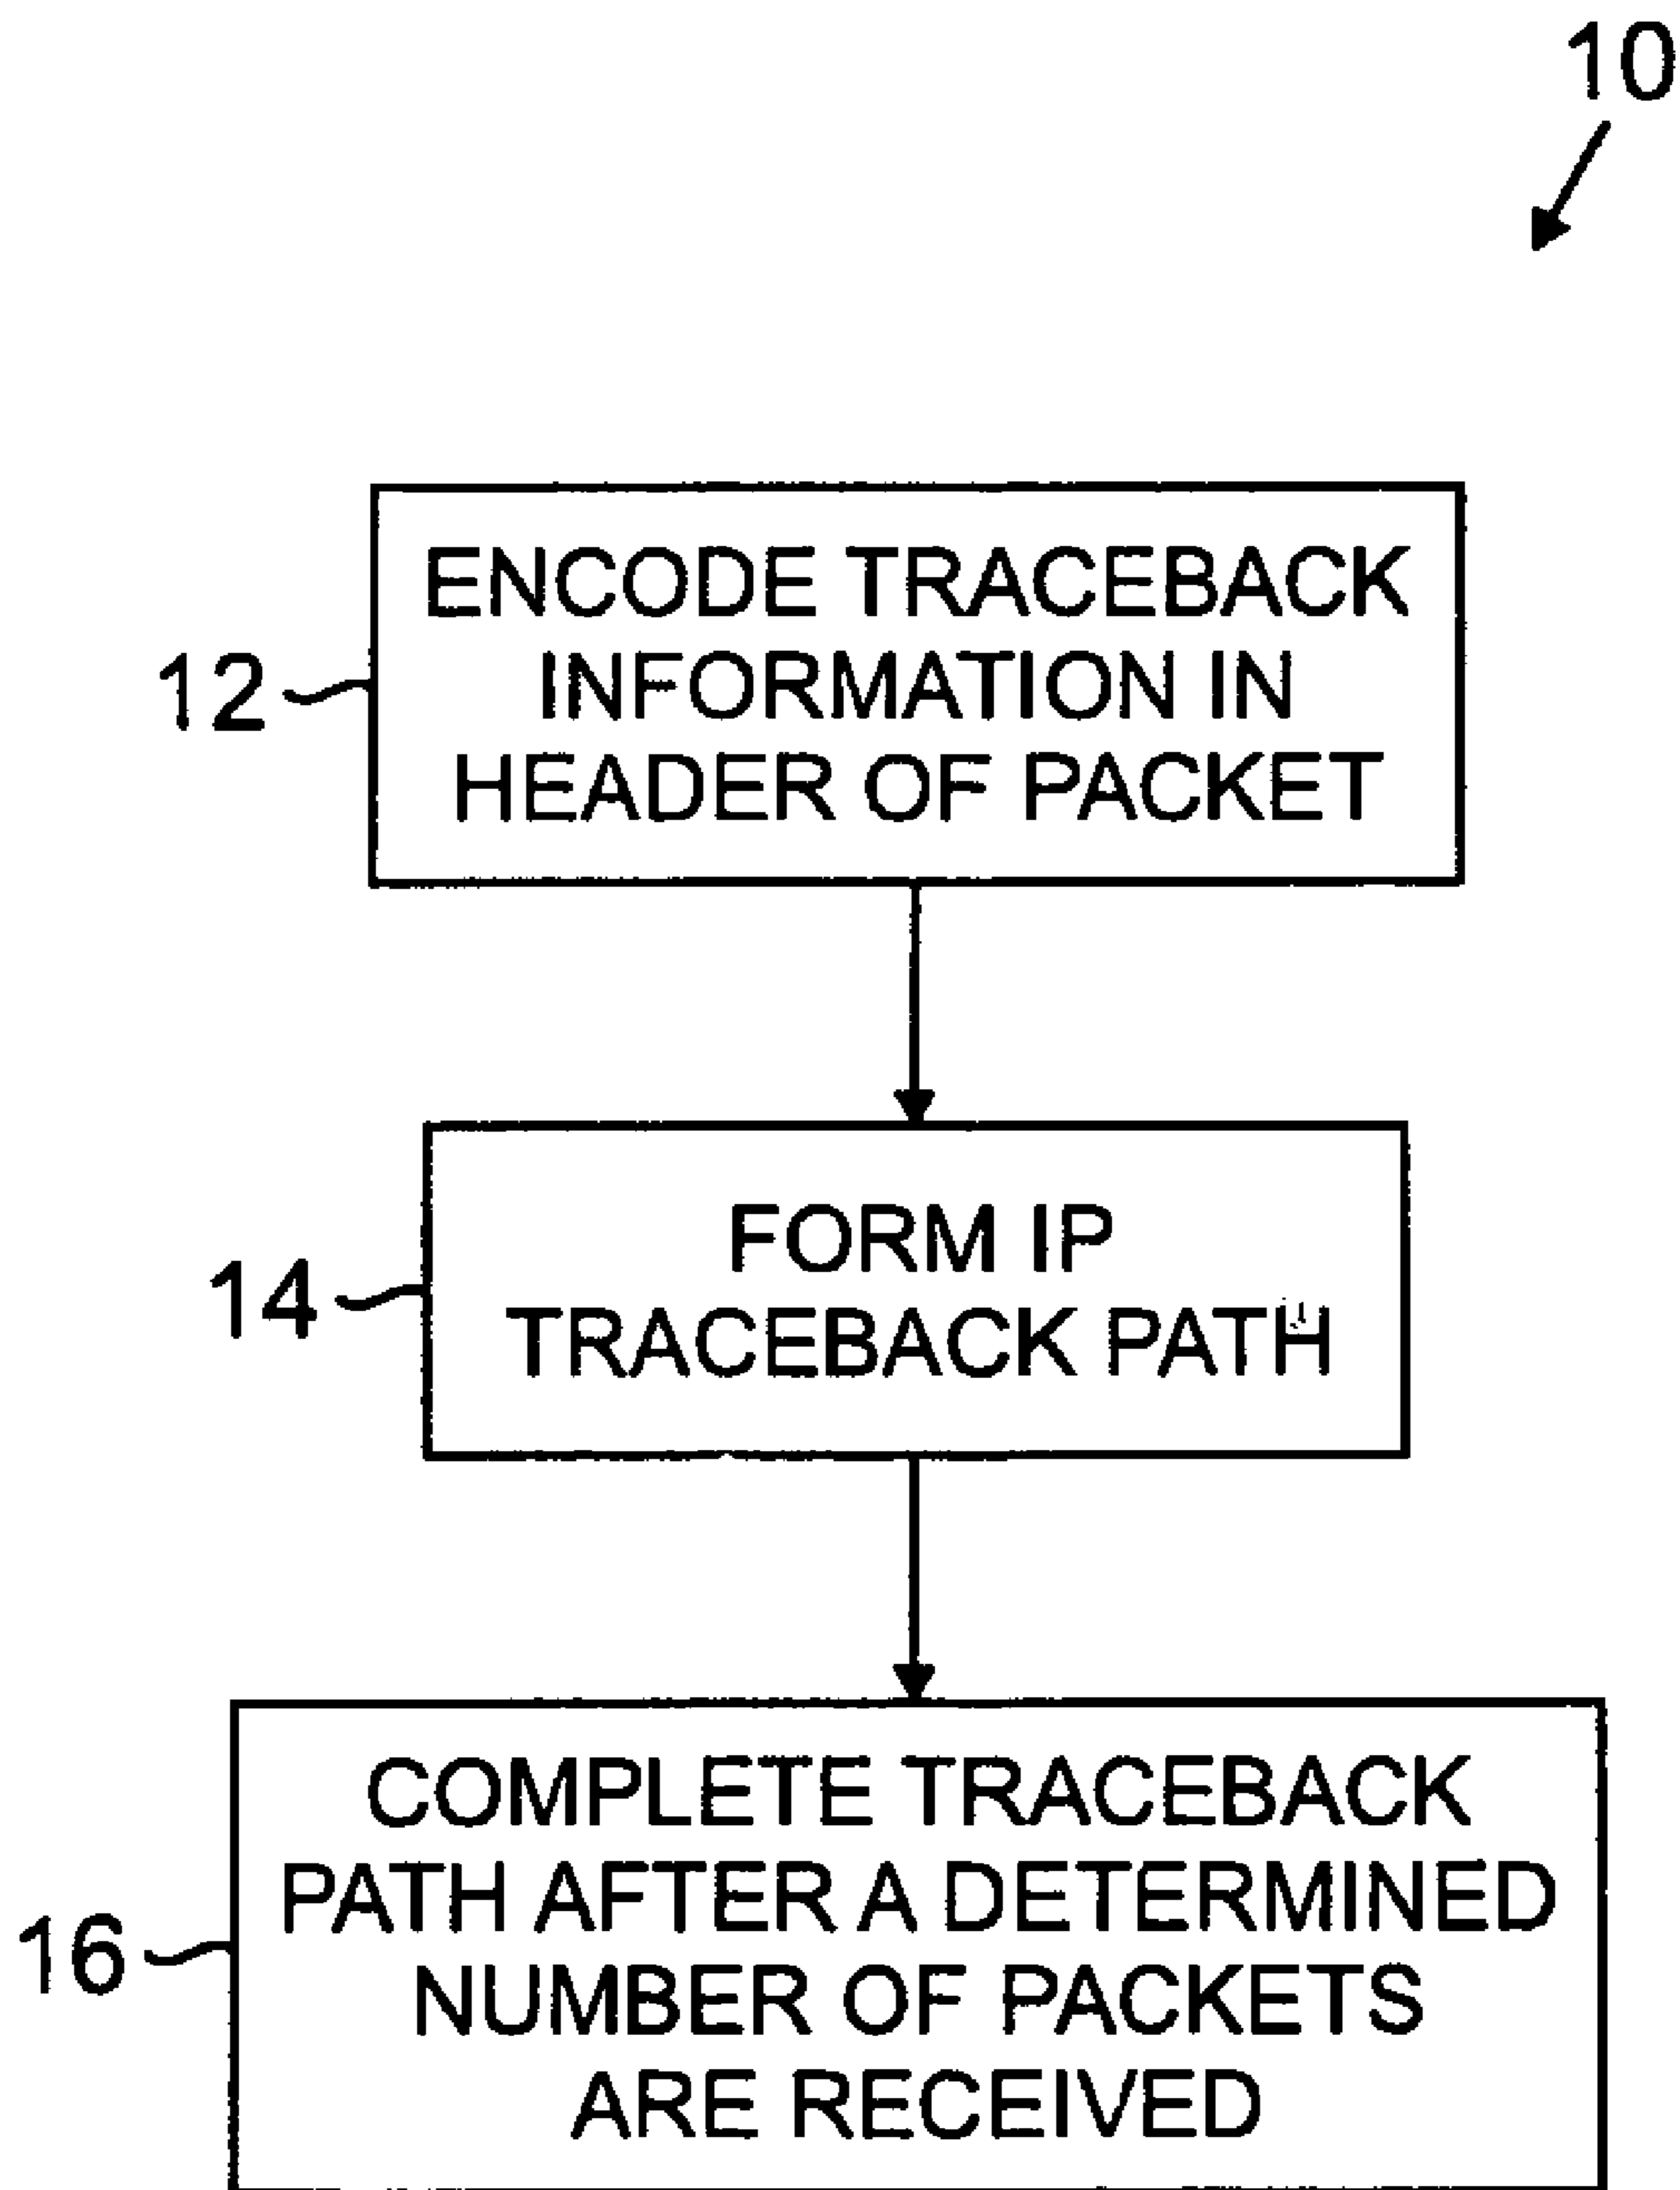 10
ENCODE TRACEBACK
INFORMATION IN
HEADER OF PACKET
12
FORM IP
TRACEBACK PATH
14
COMPLETE TRACEBACK
PATH AFTER A DETERMINED
NUMBER OF PACKETS
ARE RECEIVED
16